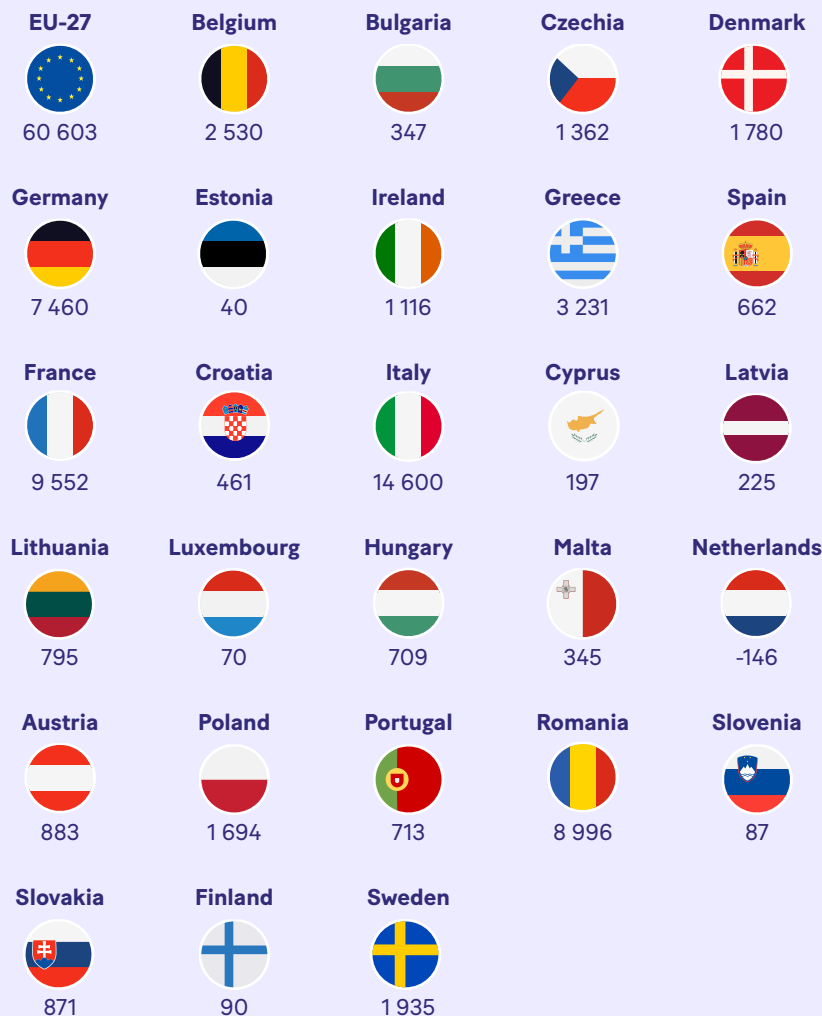 EU-27 Belgium Bulgaria Czechia Denmark
60 603 2 530 347 1 362 1 780
Germany Estonia Ireland Greece Spain
7 460 40 1 116 3 231 662
France Croatia Italy Cyprus Latvia
9 552 461 14 600 197 225
Lithuania Luxembourg Hungary Malta Netherlands
795 70 709 345 -146
Austria Poland Portugal Romania Slovenia
883 1 694 713 8 996 87
Slovakia Finland Sweden
871 90 1 935